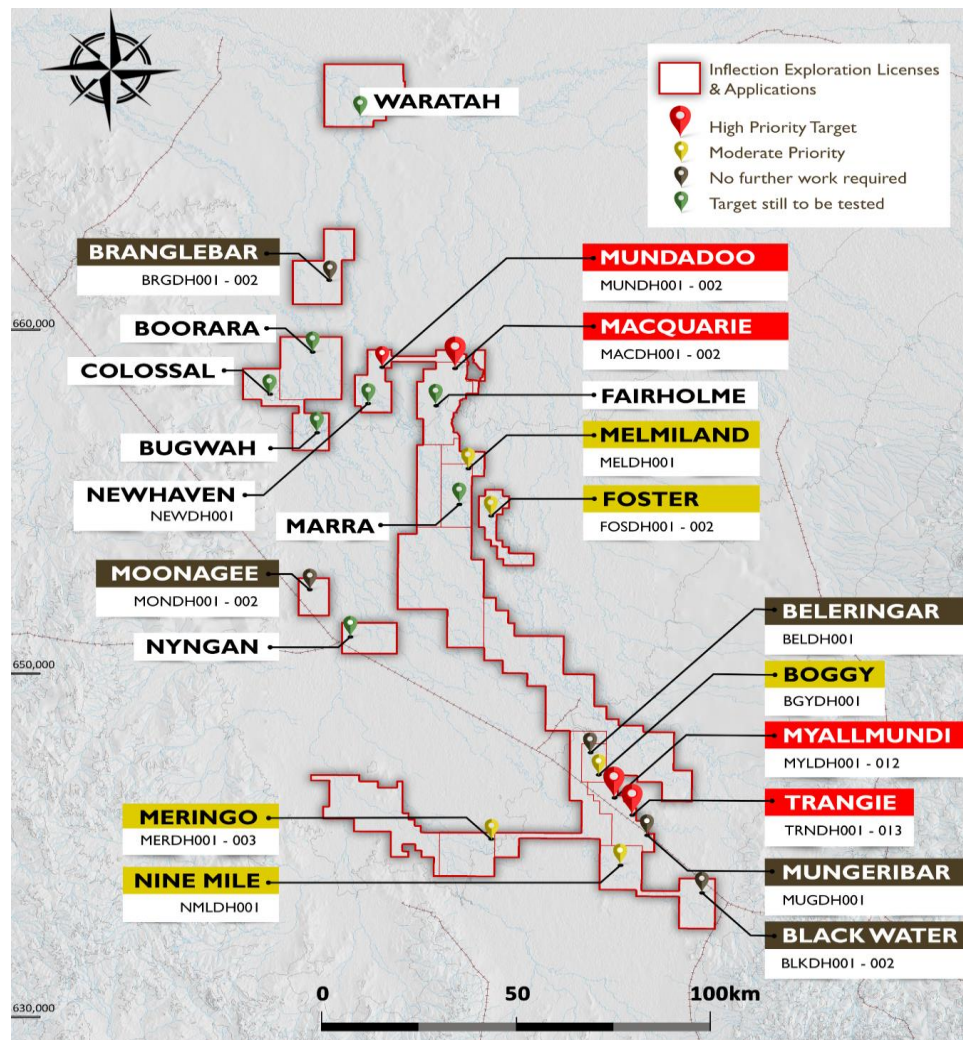 Inflection Exploration Licenses
& Applications
High Priority Target
Moderate Priority
No further work required
Target still to be tested
WARATAH
BRANGLEBAR
BRGDH001 - 002
MUNDADOO
MUNDH001 - 002
660,000
BOORARA
MACQUARIE
MACDH001 - 002
COLOSSAL
FAIRHOLME
BUGWAH
MELMILAND
MELDH001
NEWHAVEN
NEWDH001
MARRA
FOSTER
FOSDH001 - 002
MOONAGEE
MONDH001 - 002
NYNGAN
BELERINGAR
BELDH001
650,000
BOGGY
BGYDH001
MYALLMUNDI
MYLDH001 - 012
MERINGO
MERDH001 - 003
TRANGIE
TRNDH001 - 013
NINE MILE
NMLDH001
MUNGERIBAR
MUGDH001
BLACK WATER
BLKDH001 - 002
630,000
0 50 100km